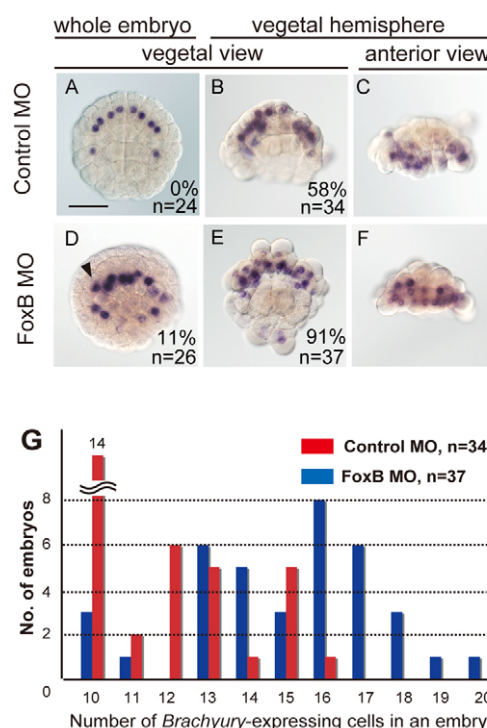 whole embryo vegetal hemisphere
vegetal view anterior view
Control MO
A
0%
n=24
B
58%
n=34
C
FoxB MO
D
11%
n=26
E
91%
n=37
F
G
14
Control MO, n=34
FoxB MO, n=37
No. of embryos
8
6
4
2
0
10 11 12 13 14 15 16 17 18 19 20
Number of Brachyury-expressing cells in an embry